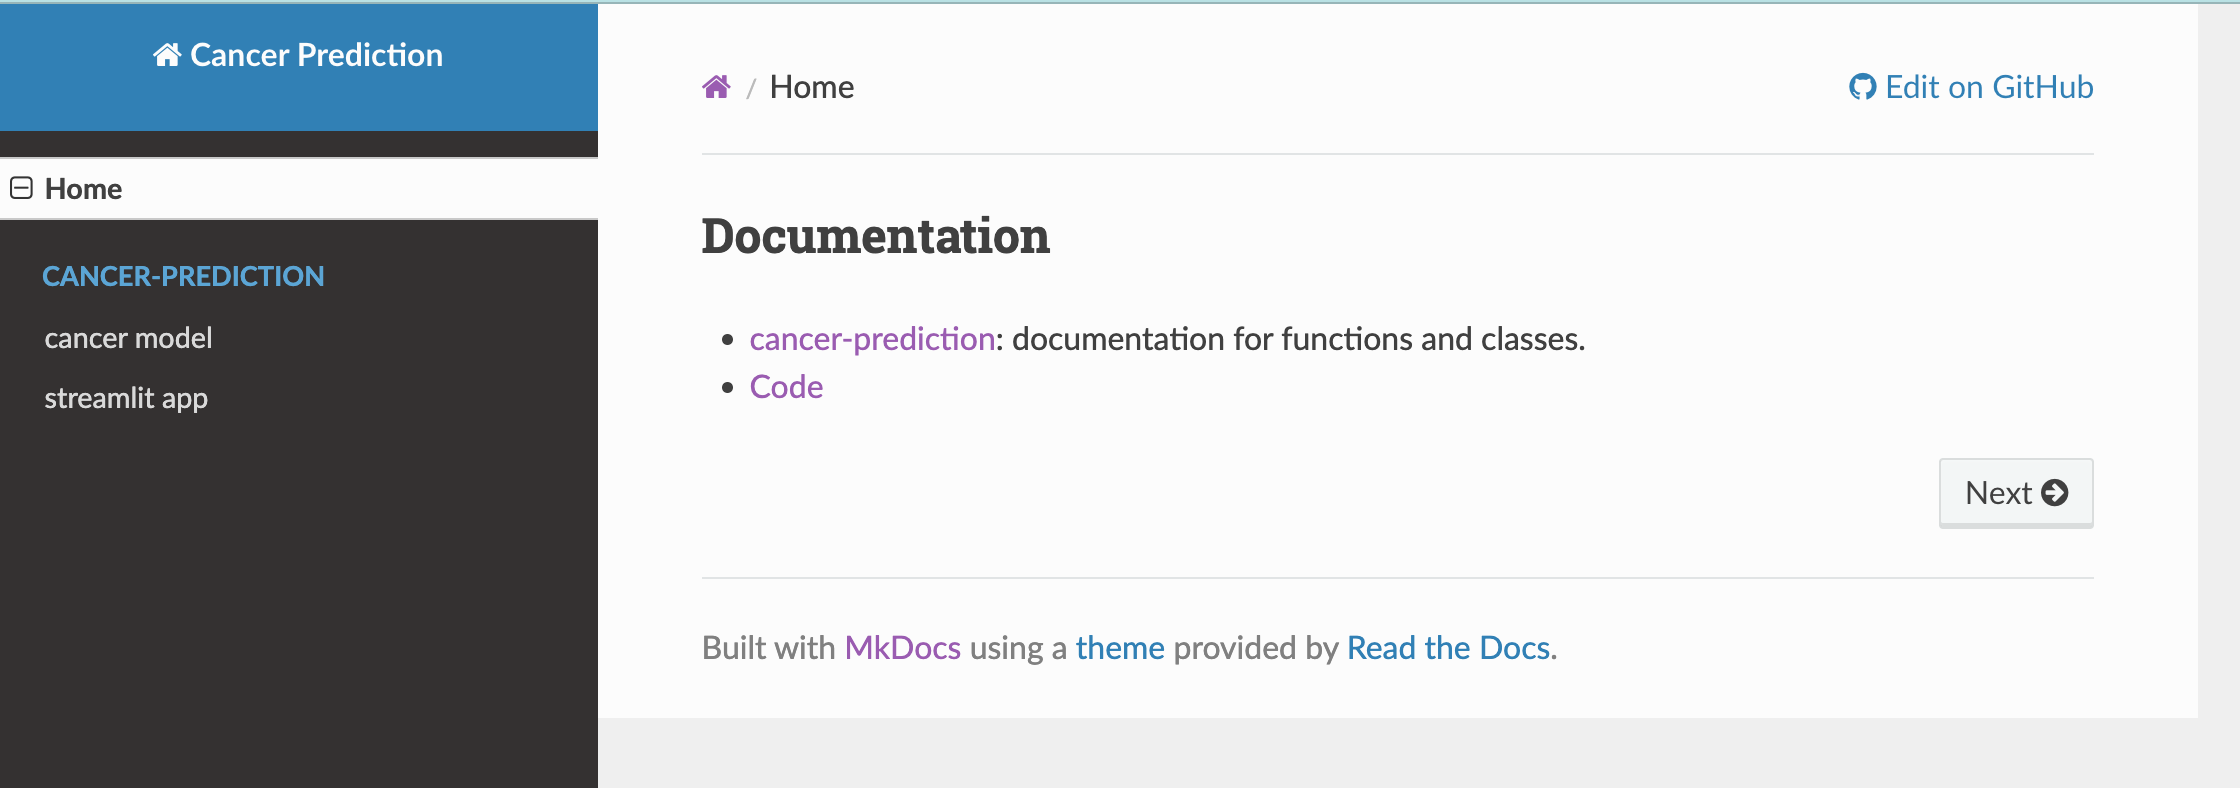 Cancer Prediction
Home
CANCER-PREDICTION
cancer model
streamlit app
/ Home
Edit on GitHub
Documentation
cancer-prediction: documentation for functions and classes.
Code
Next
Built with MkDocs using a theme provided by Read the Docs.